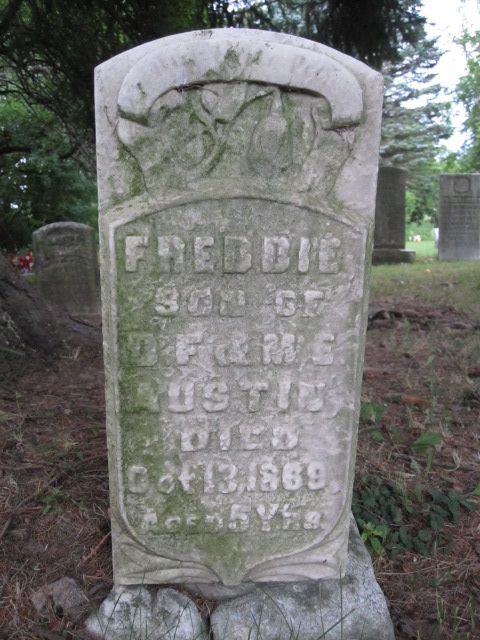 FREDDIE
SON OF
D.F. & M.E.
AUSTIN
DIED
Oct 13, 1869.
AGED 5 YRS.